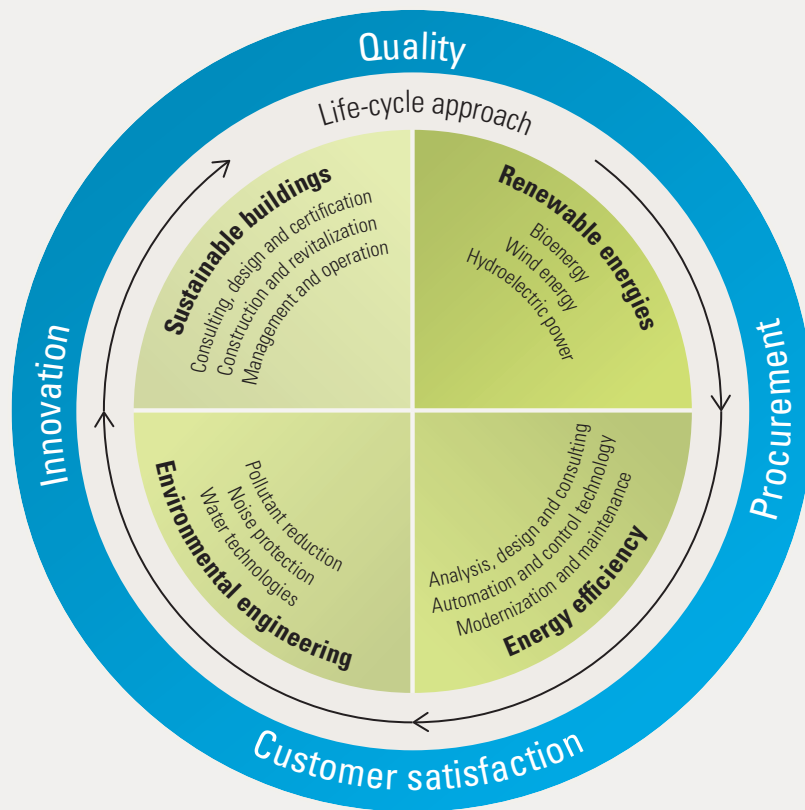 Quality
Life-cycle approach
Sustainable buildings
Consulting, design and certification
Construction and revitalization
Management and operation
Renewable energies
Bioenergy
Wind energy
Hydroelectric power
Innovation
Procurement
Pollutant reduction
Noise protection
Water technologies
Environmental engineering
Analysis, design and consulting
Automation and control technology
Modernization and maintenance
Energy efficiency
Customer satisfaction